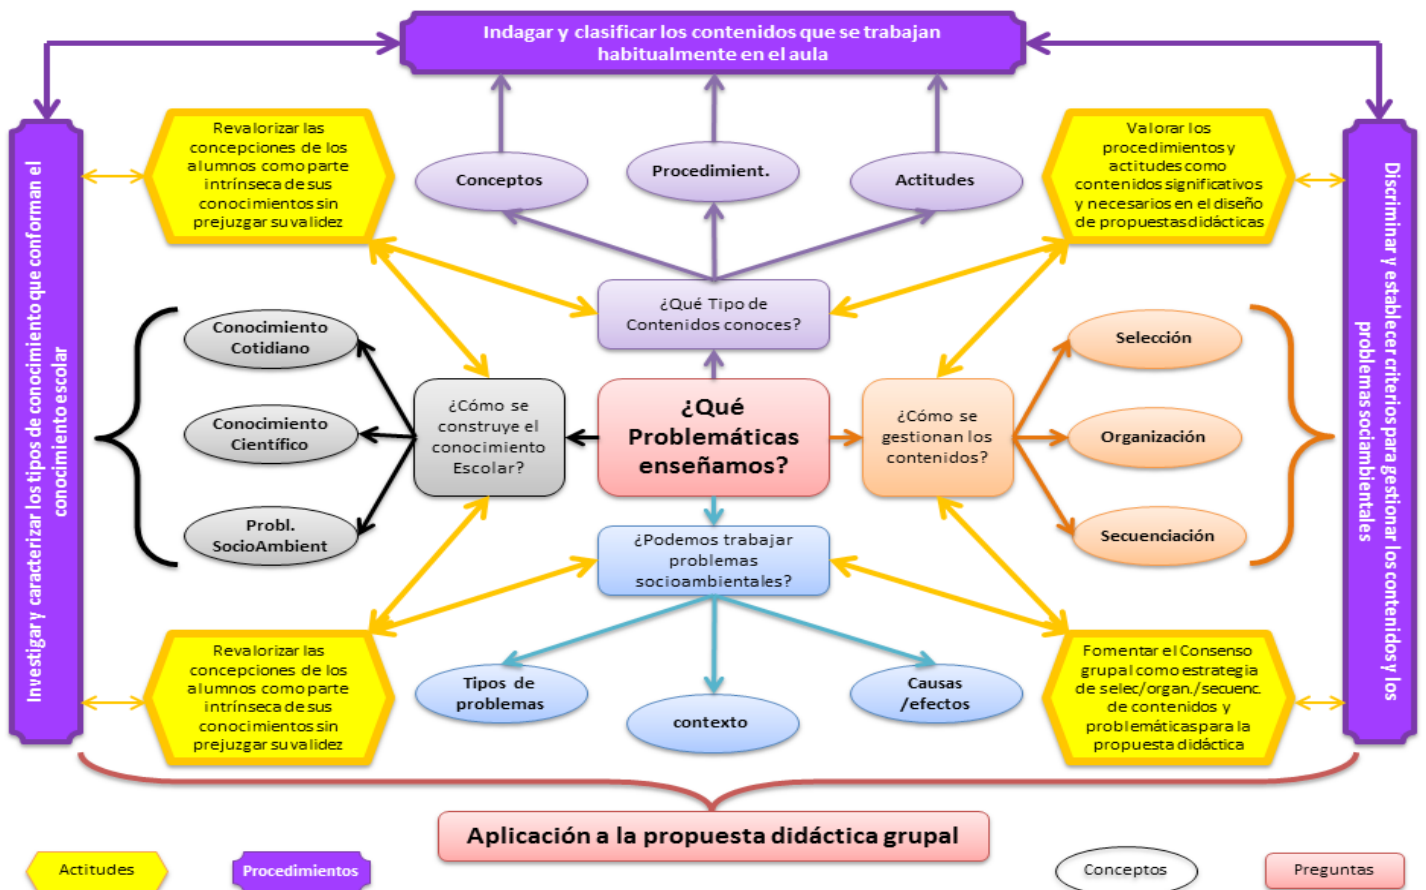 Indagar y clasificar los contenidos que se trabajan
habitualmente en el aula
Investigar y caracterizar los tipos de conocimiento que conforman el
conocimiento escolar
Revalorizar las
concepciones de los
alumnos como parte
intrínseca de sus
conocimientos sin
prejuzgar su validez
Conceptos
Procedimient.
Actitudes
Valorar los
procedimientos y
actitudes como
contenidos significativos
y necesarios en el diseño
de propuestas didácticas
Discriminar y establecer criterios para gestionar los contenidos y los
problemas sociambientales
¿Qué Tipo de
Contenidos conoces?
Conocimiento
Cotidiano
Conocimiento
Científico
Probl.
SocioAmbient
¿Cómo se
construye el
conocimiento
Escolar?
¿Qué
Problemáticas
enseñamos?
¿Cómo se
gestionan los
contenidos?
Selección
Organización
Secuenciación
¿Podemos trabajar
problemas
socioambientales?
Revalorizar las
concepciones de los
alumnos como parte
intrínseca de sus
conocimientos sin
prejuzgar su validez
Tipos de
problemas
contexto
Causas
/efectos
Fomentar el Consenso
grupal como estrategia
de selec/organ./secuenc.
de contenidos y
problemáticas para la
propuesta didáctica
Aplicación a la propuesta didáctica grupal
Actitudes
Procedimientos
Conceptos
Preguntas